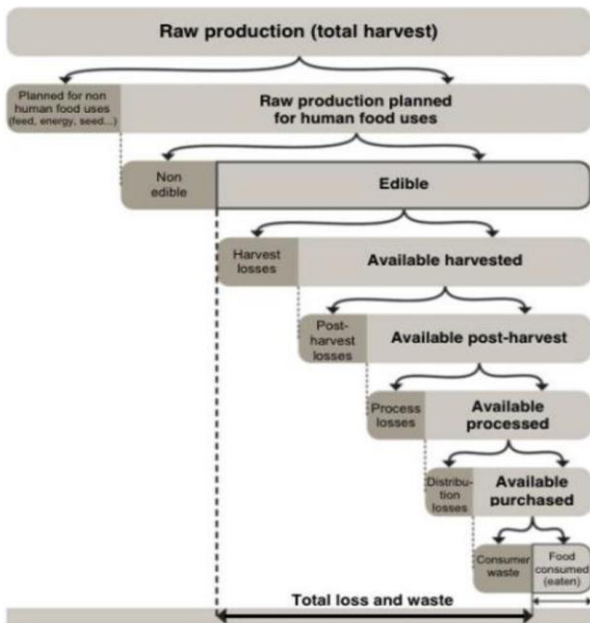 Raw production (total harvest)
Planned for non
human food uses
(feed, energy, seed...)
Raw production planned
for human food uses
Non
edible
Edible
Harvest
losses
Available harvested
Post-
harvest
losses
Available post-harvest
Process
losses
Available
processed
Distribu-
tion
losses
Available
purchased
Consumer
waste
Food
consumed
(eaten)
Total loss and waste